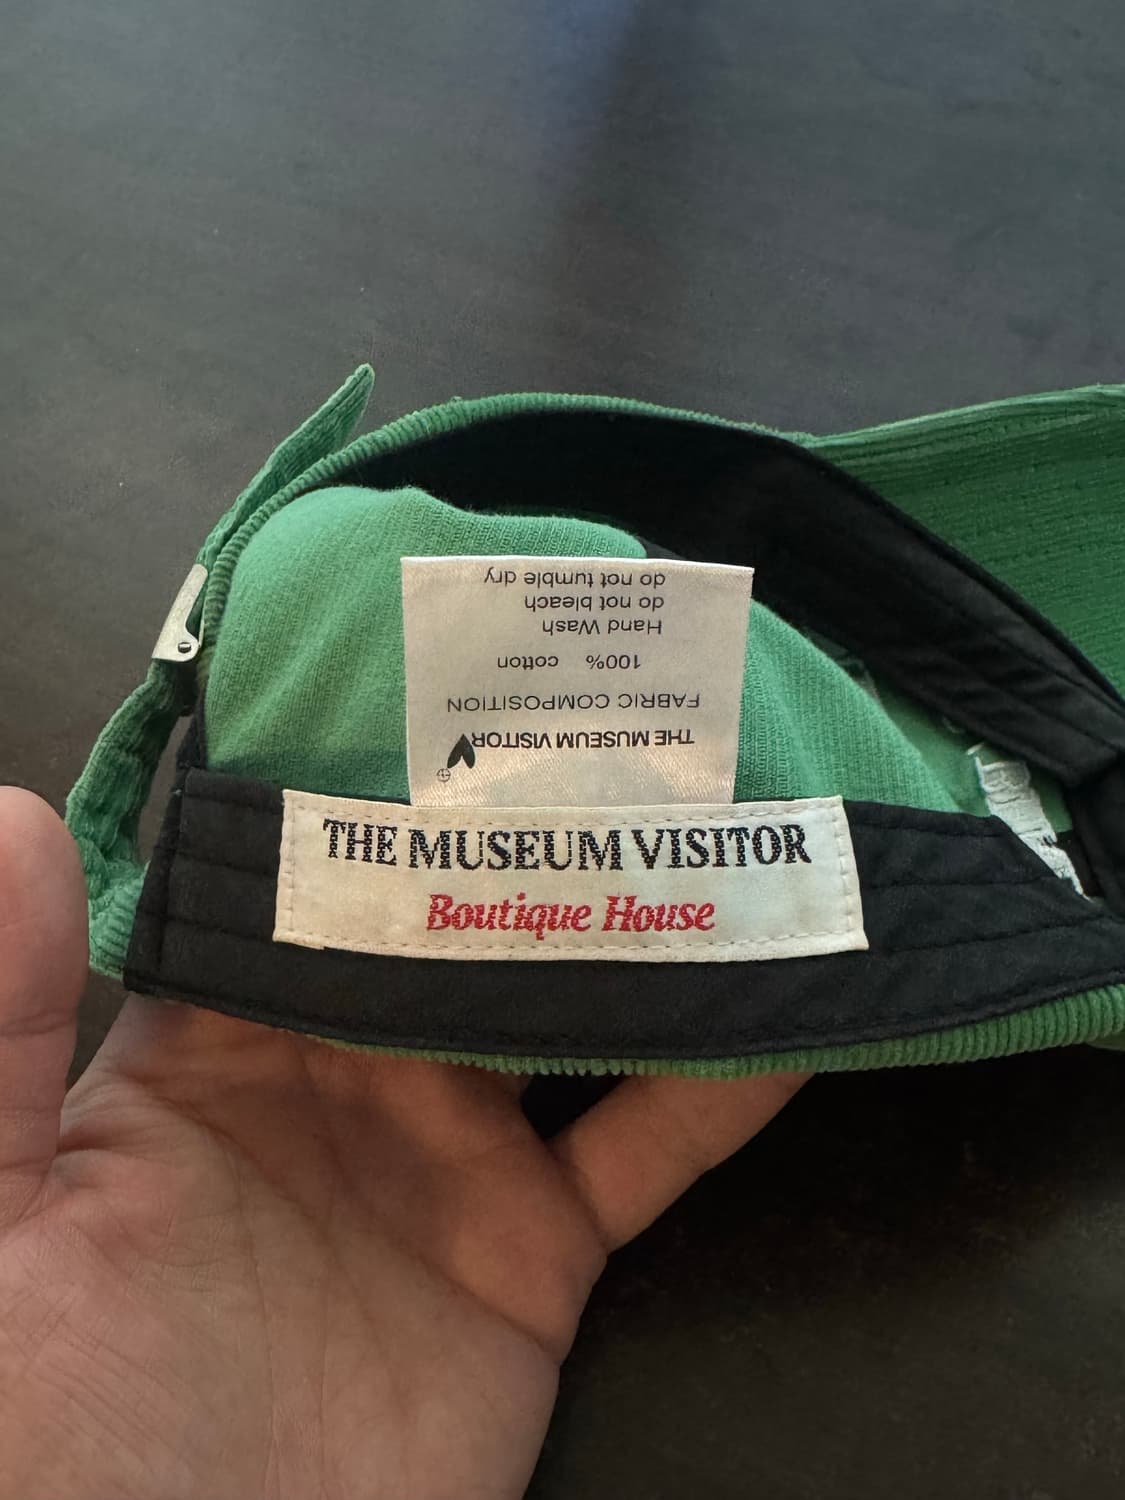 THE MUSEUM VISITOR
Boutique House
THE MUSEUM VISITOR
FABRIC COMPOSITION
100% cotton
Hand Wash
do not bleach
do not tumble dry